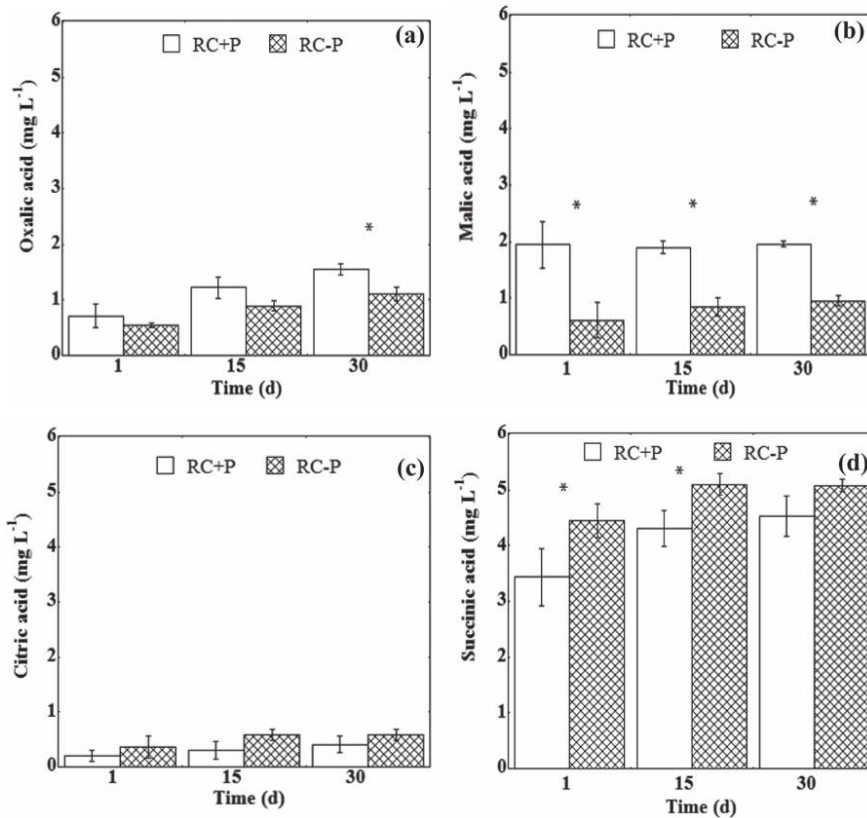 (a)
RC+P RC-P
Oxalic acid (mg L⁻¹)
6
5
4
3
2
1
0
*
1 15 30
Time (d)
(b)
RC+P RC-P
Malic acid (mg L⁻¹)
6
5
4
3
2
1
0
* * *
1 15 30
Time (d)
(c)
RC+P RC-P
Citric acid (mg L⁻¹)
6
5
4
3
2
1
0
1 15 30
Time (d)
(d)
RC+P RC-P
Succinic acid (mg L⁻¹)
6
5
4
3
2
1
0
* *
1 15 30
Time (d)